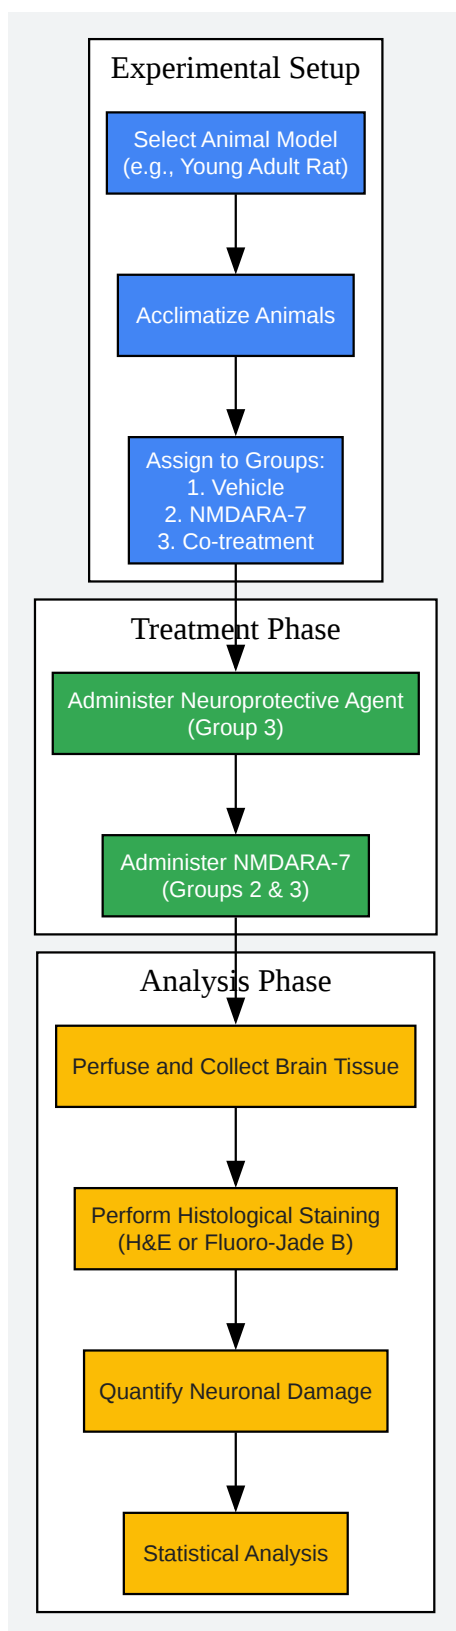 Experimental Setup
Select Animal Model
(e.g., Young Adult Rat)
Acclimatize Animals
Assign to Groups:
1. Vehicle
2. NMDARA-7
3. Co-treatment
Treatment Phase
Administer Neuroprotective Agent
(Group 3)
Administer NMDARA-7
(Groups 2 & 3)
Analysis Phase
Perfuse and Collect Brain Tissue
Perform Histological Staining
(H&E or Fluoro-Jade B)
Quantify Neuronal Damage
Statistical Analysis